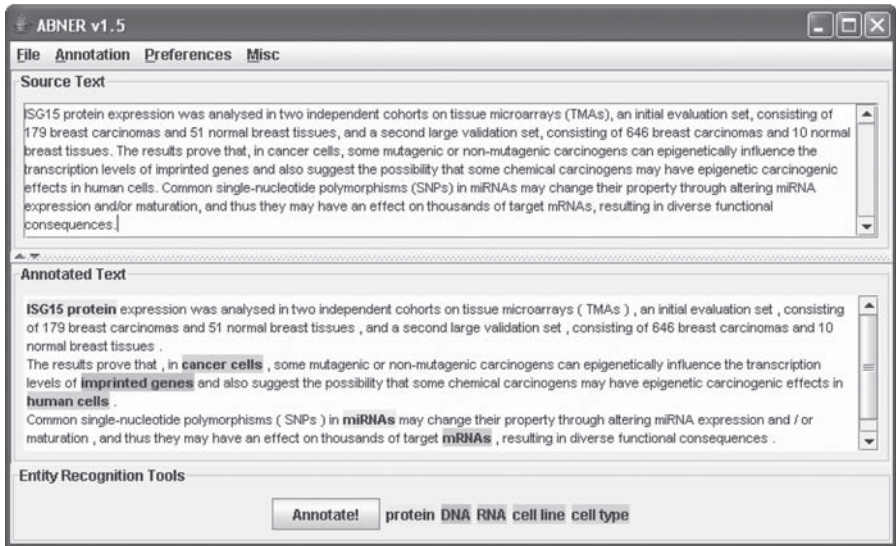 ABNER v1.5
File Annotation Preferences Misc
Source Text
ISG15 protein expression was analysed in two independent cohorts on tissue microarrays (TMAs), an initial evaluation set, consisting of
179 breast carcinomas and 51 normal breast tissues, and a second large validation set, consisting of 646 breast carcinomas and 10 normal
breast tissues. The results prove that, in cancer cells, some mutagenic or non-mutagenic carcinogens can epigenetically influence the
transcription levels of imprinted genes and also suggest the possibility that some chemical carcinogens may have epigenetic carcinogenic
effects in human cells. Common single-nucleotide polymorphisms (SNPs) in miRNAs may change their property through altering miRNA
expression and/or maturation, and thus they may have an effect on thousands of target mRNAs, resulting in diverse functional
consequences.
Annotated Text
ISG15 protein expression was analysed in two independent cohorts on tissue microarrays ( TMAs ) , an initial evaluation set , consisting
of 179 breast carcinomas and 51 normal breast tissues , and a second large validation set , consisting of 646 breast carcinomas and 10
normal breast tissues .
The results prove that , in cancer cells , some mutagenic or non-mutagenic carcinogens can epigenetically influence the transcription
levels of imprinted genes and also suggest the possibility that some chemical carcinogens may have epigenetic carcinogenic effects in
human cells .
Common single-nucleotide polymorphisms ( SNPs ) in miRNAs may change their property through altering miRNA expression and / or
maturation , and thus they may have an effect on thousands of target mRNAs , resulting in diverse functional consequences .
Entity Recognition Tools
Annotate! protein DNA RNA cell line cell type